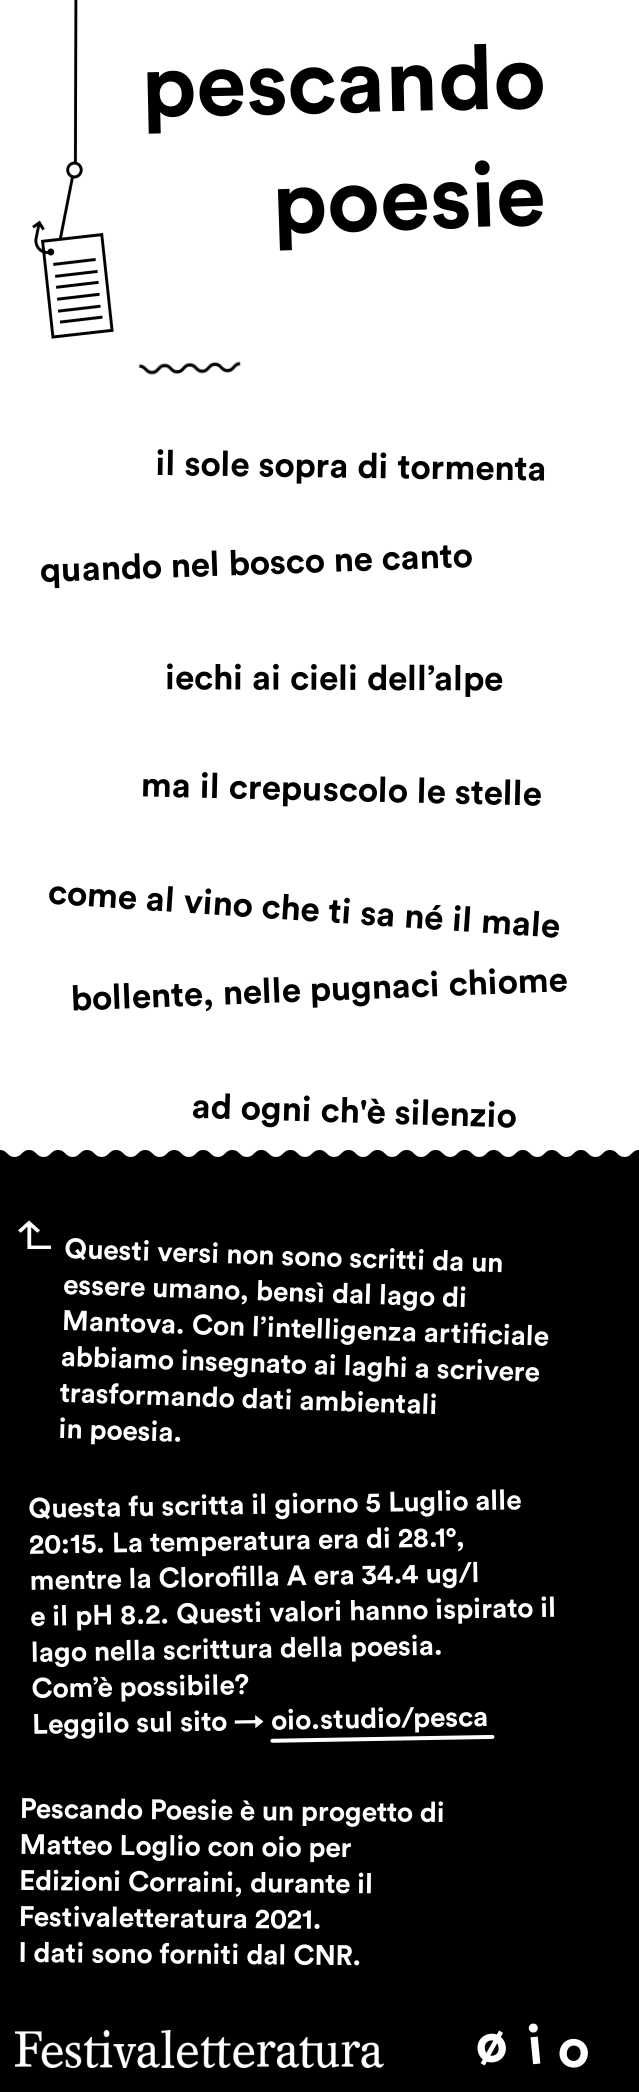 pescando
poesie
il sole sopra di tormenta
quando nel bosco ne canto
iechi ai cieli dell’alpe
ma il crepuscolo le stelle
come al vino che ti sa né il male
bollente, nelle pugnaci chiome
ad ogni ch'è silenzio
Questi versi non sono scritti da un
essere umano, bensì dal lago di
Mantova. Con l’intelligenza artificiale
abbiamo insegnato ai laghi a scrivere
trasformando dati ambientali
in poesia.
Questa fu scritta il giorno 5 Luglio alle
20:15. La temperatura era di 28.1°,
mentre la Clorofilla A era 34.4 ug/l
e il pH 8.2. Questi valori hanno ispirato il
lago nella scrittura della poesia.
Com’è possibile?
Leggilo sul sito → oio.studio/pesca
Pescando Poesie è un progetto di
Matteo Loglio con oio per
Edizioni Corraini, durante il
Festivaletteratura 2021.
I dati sono forniti dal CNR.
Festivaletteratura ø i o